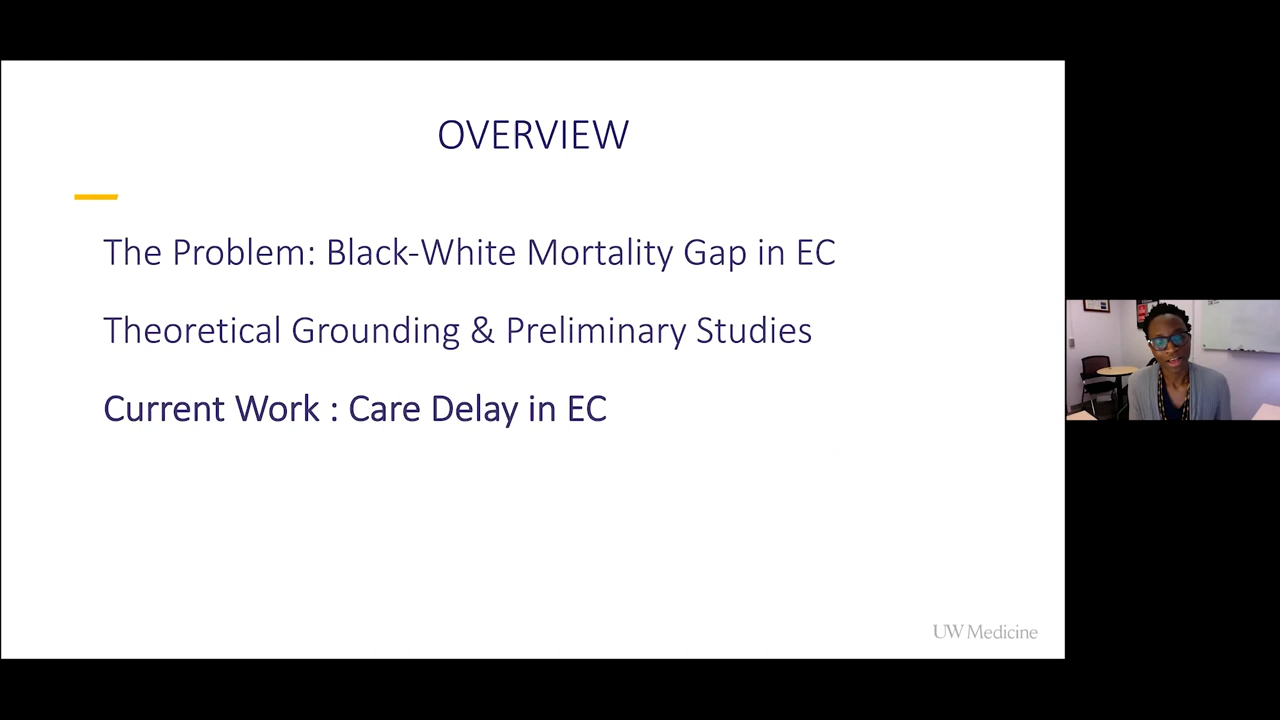 OVERVIEW
The Problem: Black-White Mortality Gap in EC
Theoretical Grounding & Preliminary Studies
Current Work : Care Delay in EC
UW Medicine